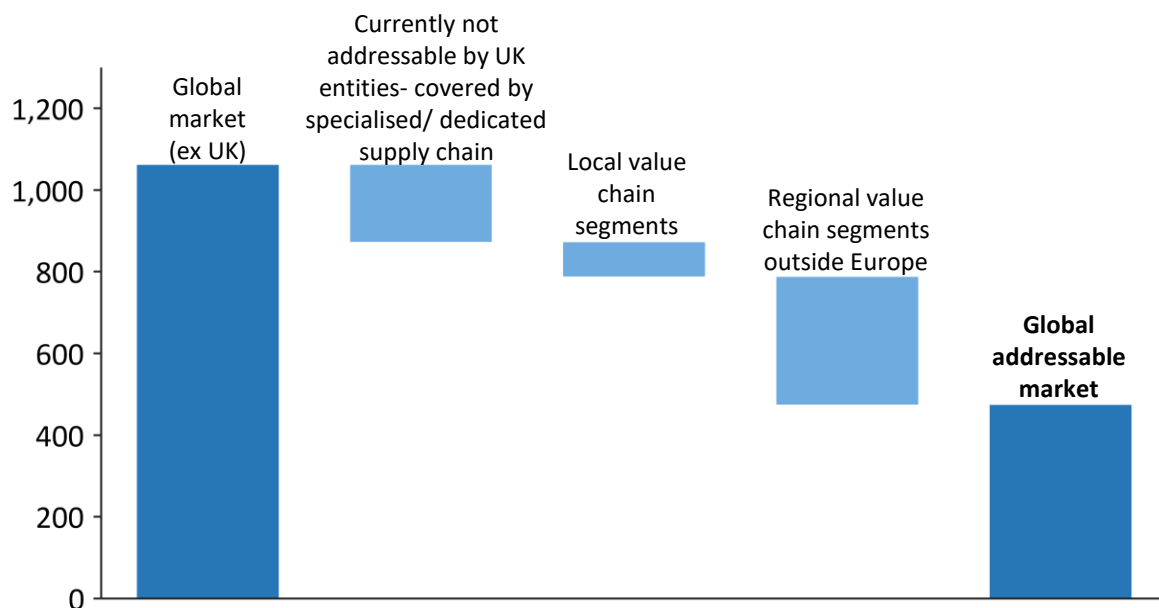 Currently not
addressable by UK
entities- covered by
specialised/ dedicated
supply chain
Global
market
(ex UK)
Local value
chain
segments
Regional value
chain segments
outside Europe
Global
addressable
market
1,200
1,000
800
600
400
200
0